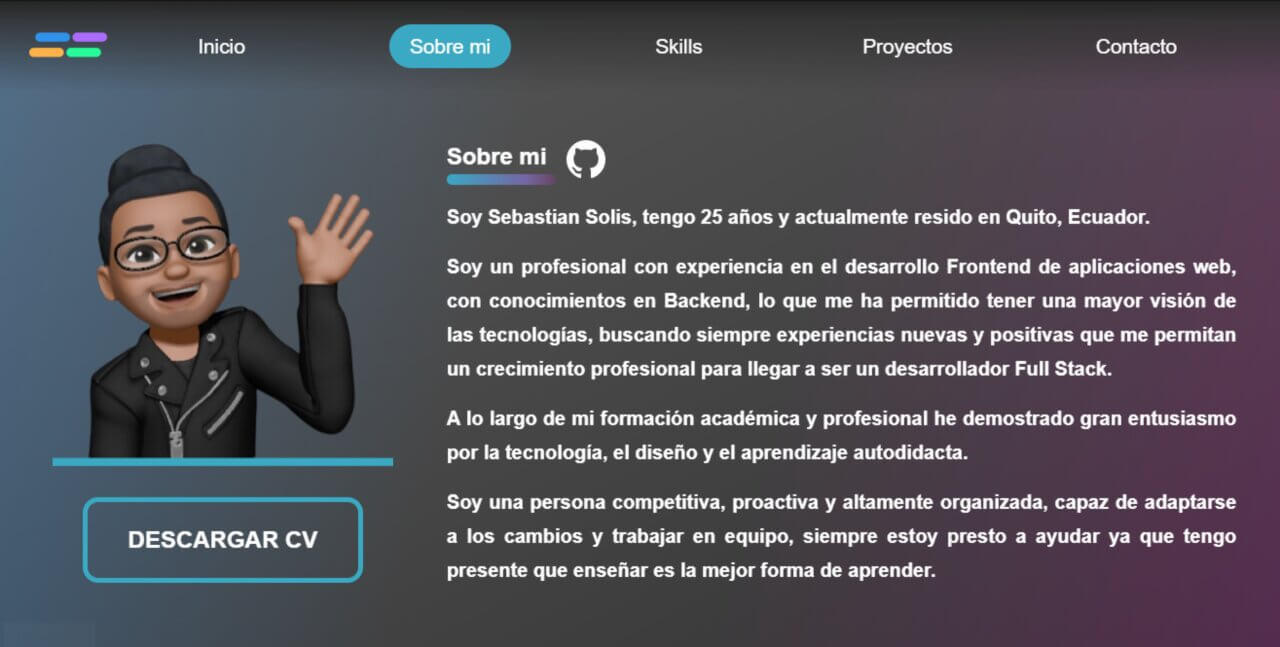 Inicio
Sobre mi
Skills
Proyectos
Contacto
Sobre mi
Soy Sebastian Solis, tengo 25 años y actualmente resido en Quito, Ecuador.
Soy un profesional con experiencia en el desarrollo Frontend de aplicaciones web,
con conocimientos en Backend, lo que me ha permitido tener una mayor visión de
las tecnologías, buscando siempre experiencias nuevas y positivas que me permitan
un crecimiento profesional para llegar a ser un desarrollador Full Stack.
A lo largo de mi formación académica y profesional he demostrado gran entusiasmo
por la tecnología, el diseño y el aprendizaje autodidacta.
Soy una persona competitiva, proactiva y altamente organizada, capaz de adaptarse
a los cambios y trabajar en equipo, siempre estoy presto a ayudar ya que tengo
presente que enseñar es la mejor forma de aprender.
DESCARGAR CV